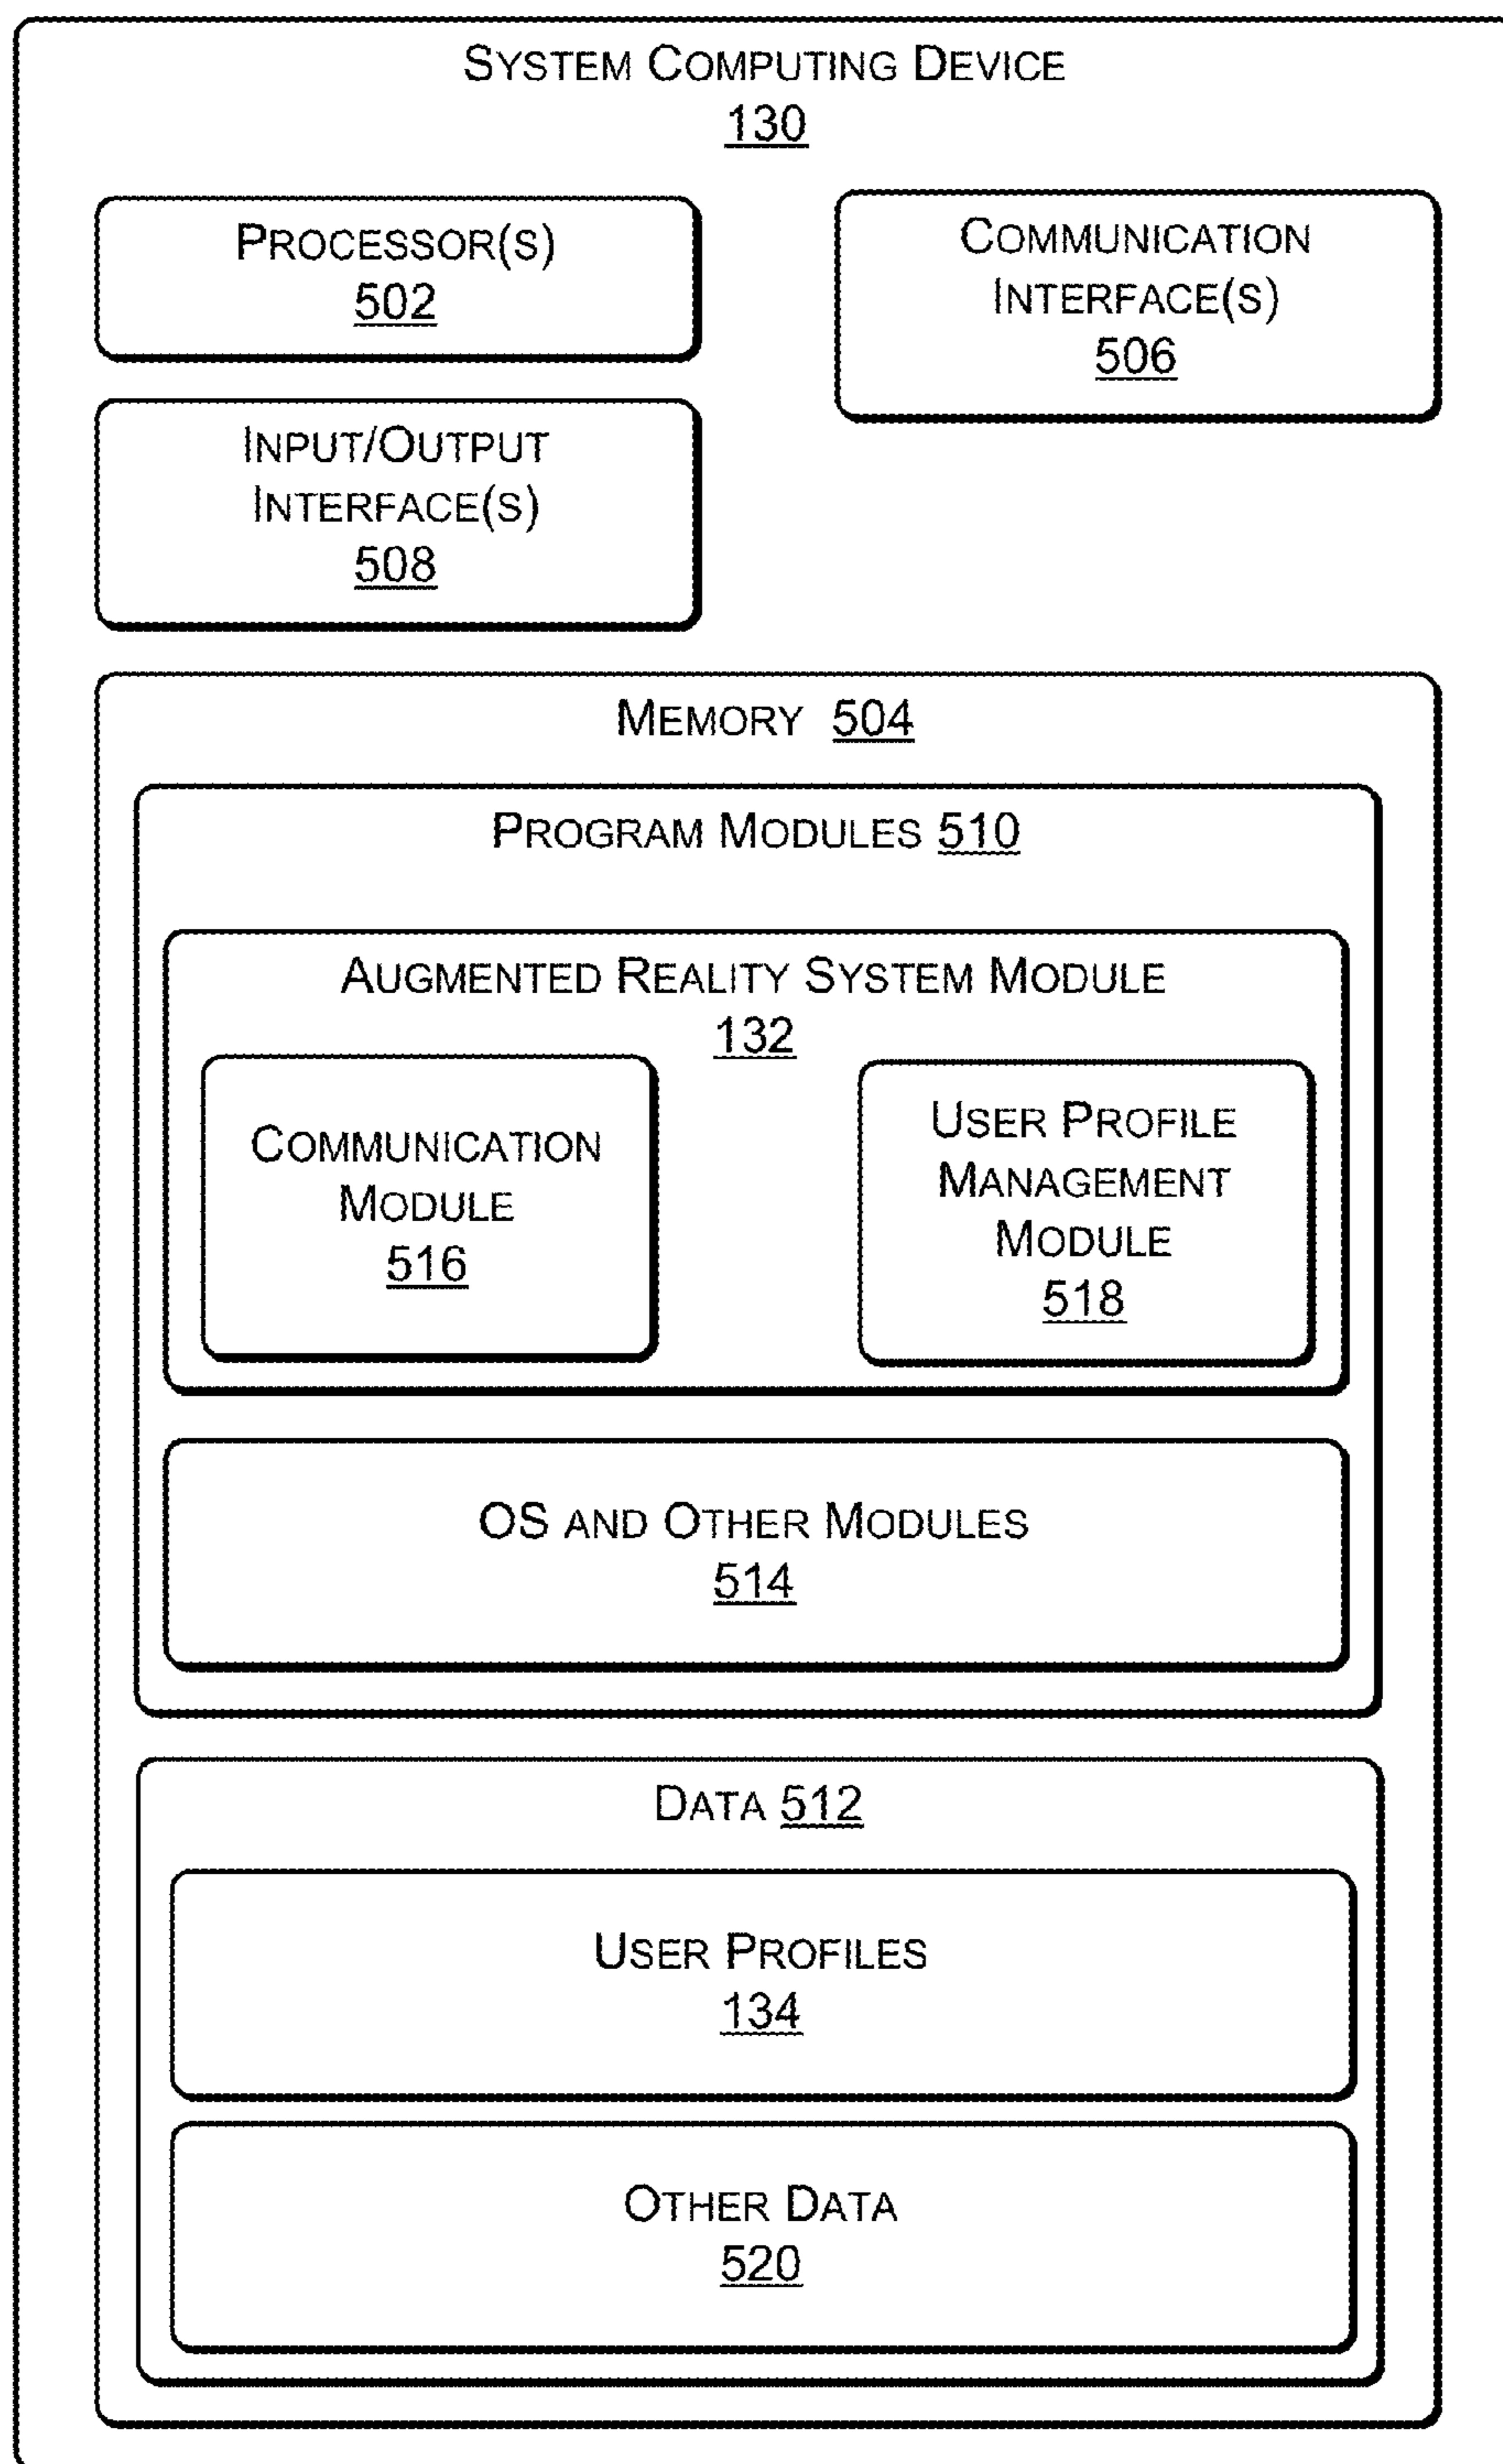 SYSTEM COMPUTING DEVICE
130
PROCESSOR(S)
502
COMMUNICATION
INTERFACE(S)
506
INPUT/OUTPUT
INTERFACE(S)
508
MEMORY 504
PROGRAM MODULES 510
AUGMENTED REALITY SYSTEM MODULE
132
COMMUNICATION
MODULE
516
USER PROFILE
MANAGEMENT
MODULE
518
OS AND OTHER MODULES
514
DATA 512
USER PROFILES
134
OTHER DATA
520